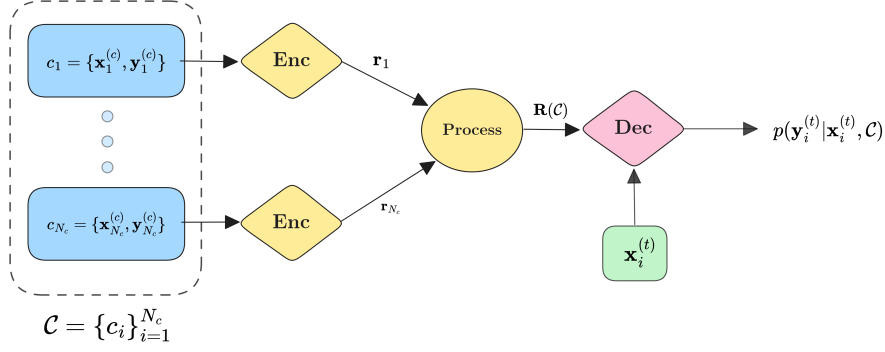 c_1 = {x_1^{(c)}, y_1^{(c)}}
Enc
r_1
Process
R(𝒞)
Dec
p(y_i^{(t)}|x_i^{(t)}, 𝒞)
c_{N_c} = {x_{N_c}^{(c)}, y_{N_c}^{(c)}}
Enc
r_{N_c}
x_i^{(t)}
𝒞 = {c_i}_{i=1}^{N_c}